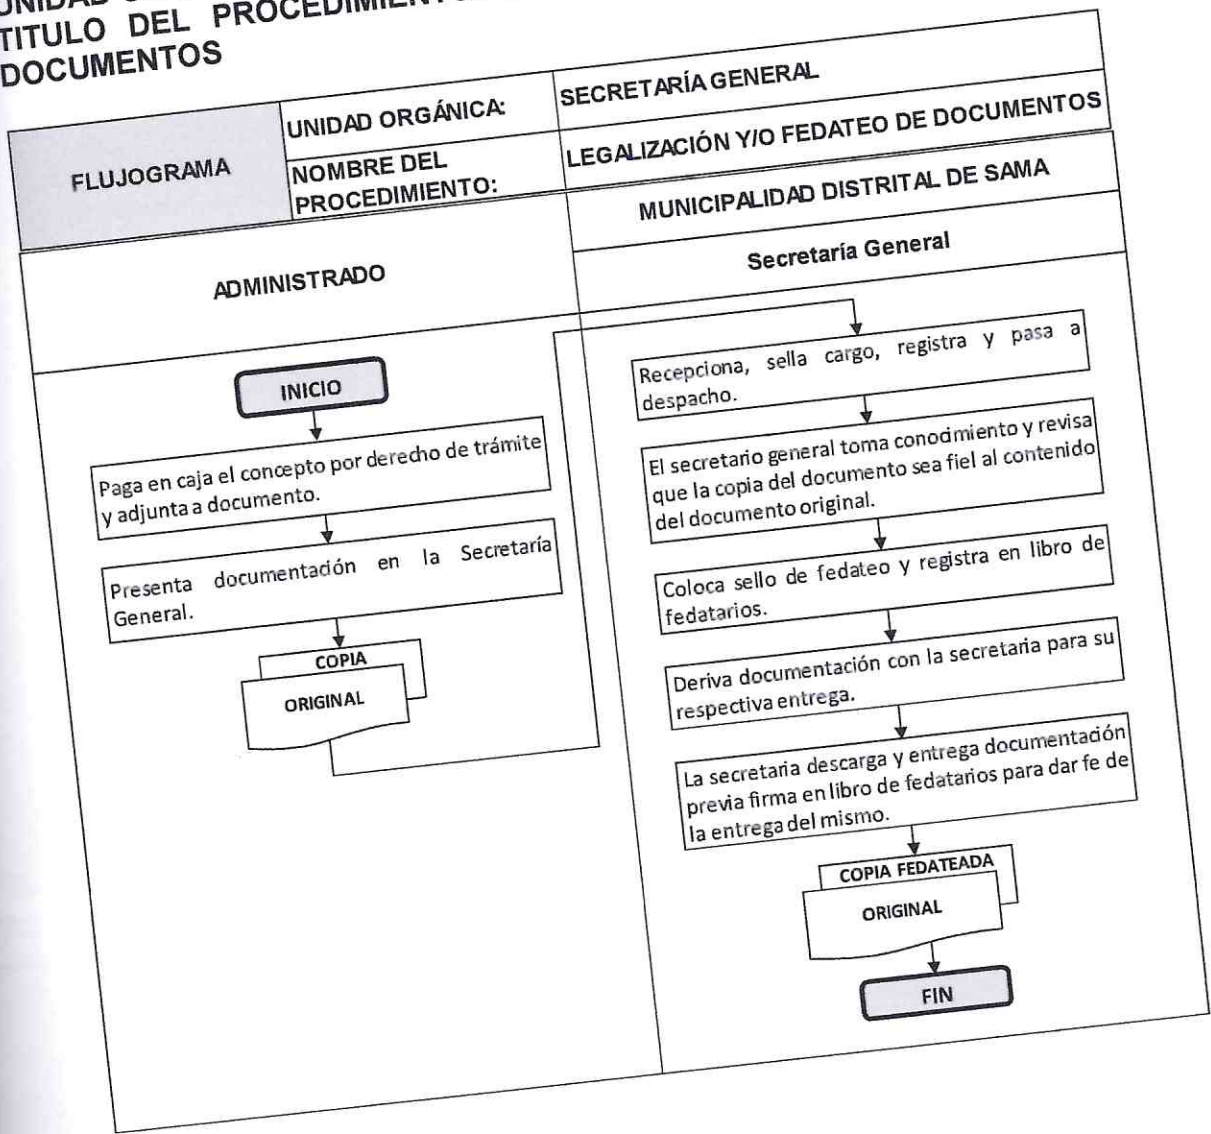 TITULO DEL PROCEDIMIENTO
DOCUMENTOS
FLUJOGRAMA
UNIDAD ORGÁNICA:
SECRETARÍA GENERAL
NOMBRE DEL
PROCEDIMIENTO:
LEGALIZACIÓN Y/O FEDATEO DE DOCUMENTOS
ADMINISTRADO
MUNICIPALIDAD DISTRITAL DE SAMA
Secretaría General
INICIO
Paga en caja el concepto por derecho de trámite
y adjunta a documento.
Presenta documentación en la Secretaría
General.
COPIA
ORIGINAL
Recepciona, sella cargo, registra y pasa a
despacho.
El secretario general toma conocimiento y revisa
que la copia del documento sea fiel al contenido
del documento original.
Coloca sello de fedateo y registra en libro de
fedatarios.
Deriva documentación con la secretaria para su
respectiva entrega.
La secretaria descarga y entrega documentación
previa firma en libro de fedatarios para dar fe de
la entrega del mismo.
COPIA FEDATEADA
ORIGINAL
FIN